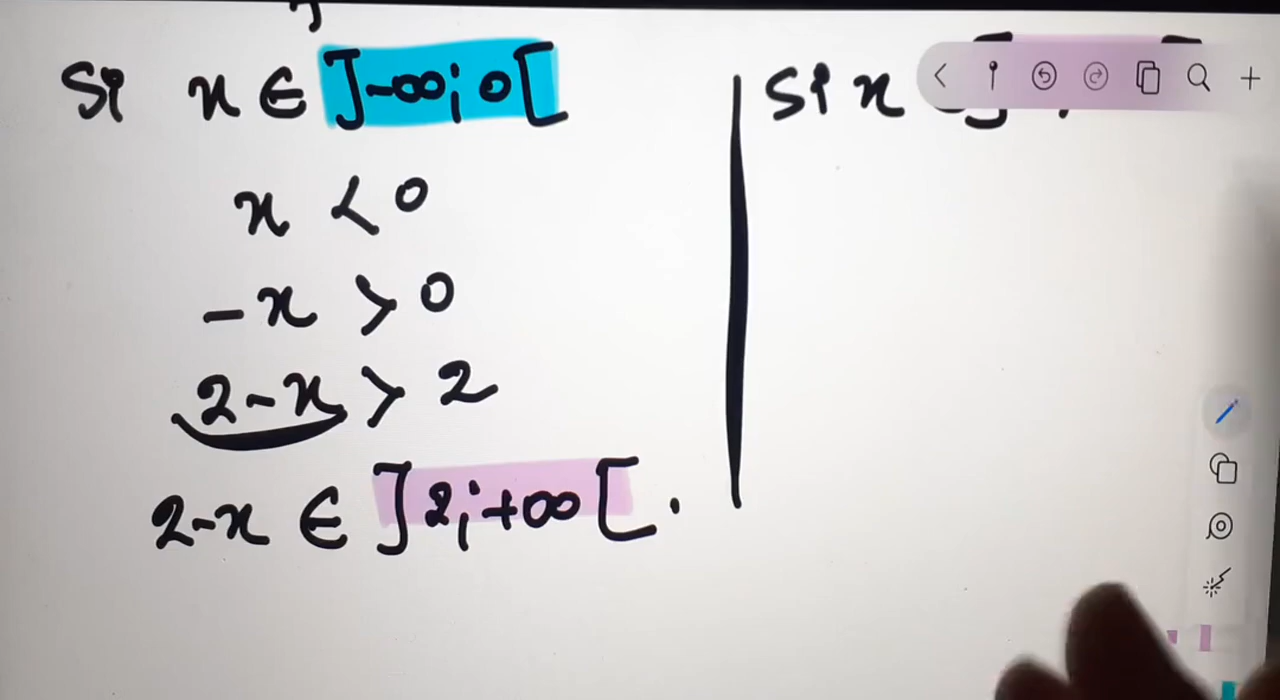 Si x ∈ ]-∞; 0[
x < 0
-x > 0
2-x > 2
2-x ∈ ]2; +∞[.
Si x